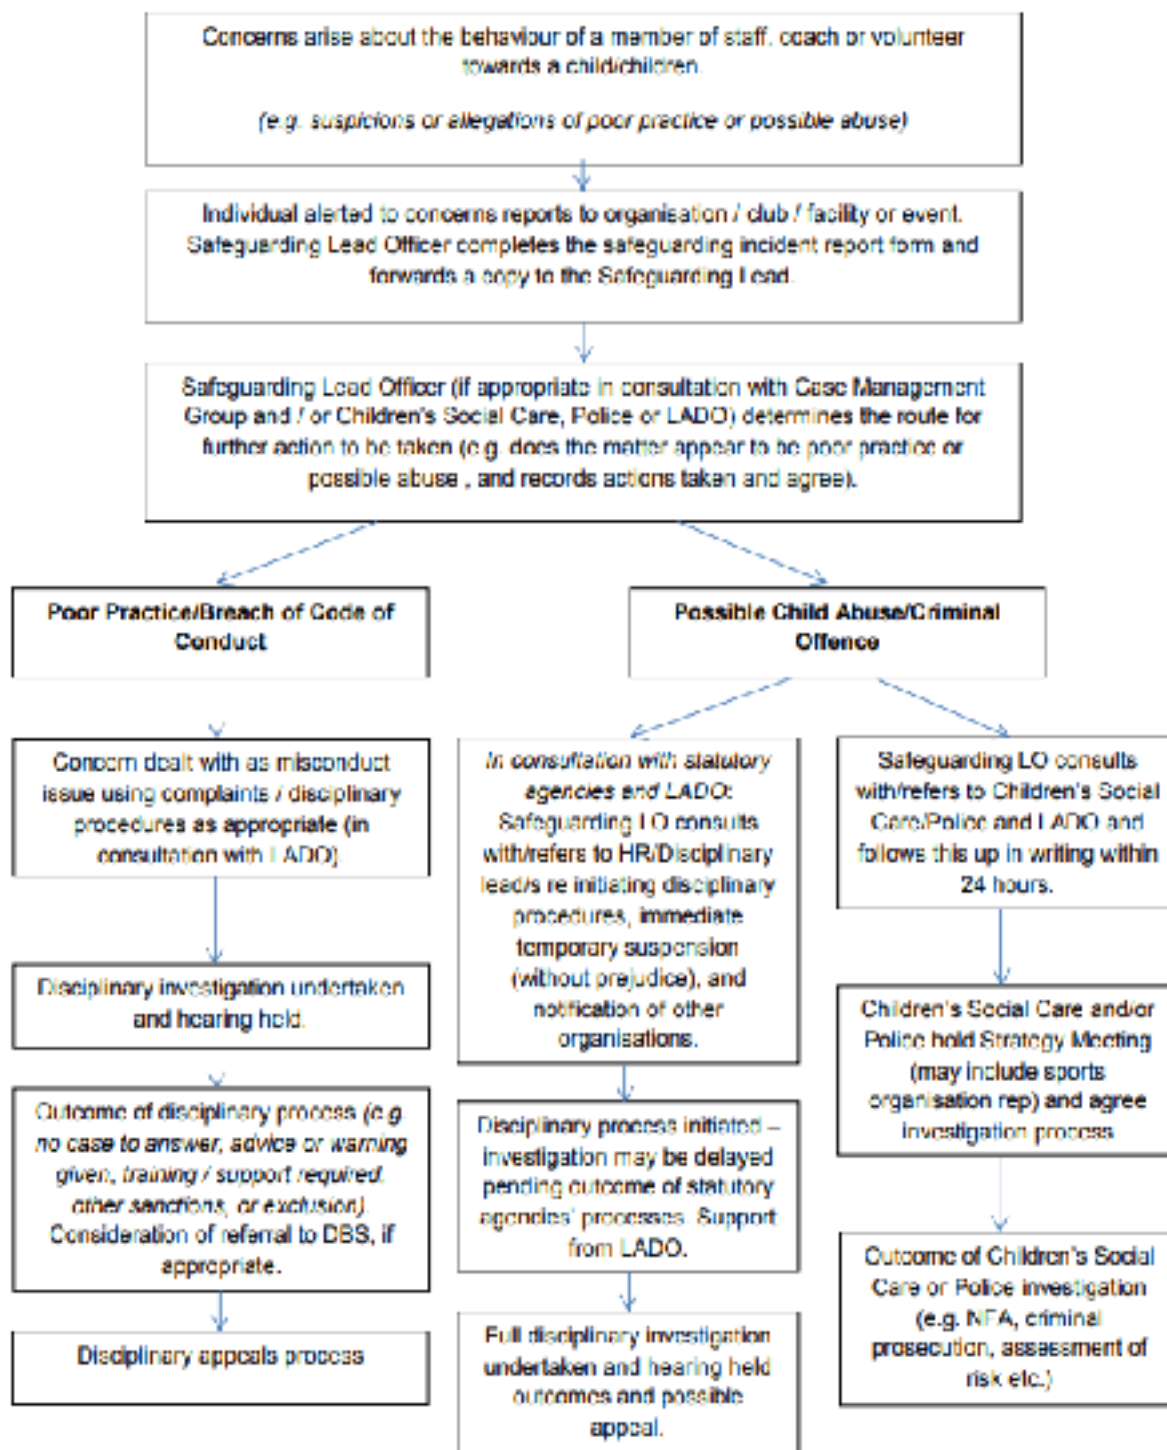 Concerns arise about the behaviour of a member of staff, coach or volunteer
towards a child/children.
(e.g. suspicions or allegations of poor practice or possible abuse)
Individual alerted to concerns reports to organisation / club / facility or event.
Safeguarding Lead Officer completes the safeguarding incident report form and
forwards a copy to the Safeguarding Lead.
Safeguarding Lead Officer (if appropriate in consultation with Case Management
Group and / or Children's Social Care, Police or LADO) determines the route for
further action to be taken (e.g. does the matter appear to be poor practice or
possible abuse , and records actions taken and agree).
Poor Practice/Breach of Code of
Conduct
Possible Child Abuse/Criminal
Offence
Concern dealt with as misconduct
issue using complaints / disciplinary
procedures as appropriate (in
consultation with LADO)
Disciplinary investigation undertaken
and hearing held.
Outcome of disciplinary process (e.g.
no case to answer, advice or warning
given, training / support required,
other sanctions, or exclusion).
Consideration of referral to DBS, if
appropriate.
Disciplinary appeals process
In consultation with statutory
agencies and LADO:
Safeguarding LO consults
with/refers to HR/Disciplinary
lead/s re initiating disciplinary
procedures, immediate
temporary suspension
(without prejudice), and
notification of other
organisations.
Disciplinary process initiated –
investigation may be delayed
pending outcome of statutory
agencies' processes. Support
from LADO.
Full disciplinary investigation
undertaken and hearing held
outcomes and possible
appeal.
Safeguarding LO consults
with/refers to Children's Social
Care/Police and LADO and
follows this up in writing within
24 hours.
Children's Social Care and/or
Police hold Strategy Meeting
(may include sports
organisation rep) and agree
investigation process
Outcome of Children's Social
Care or Police investigation
(e.g. NFA, criminal
prosecution, assessment of
risk etc.)